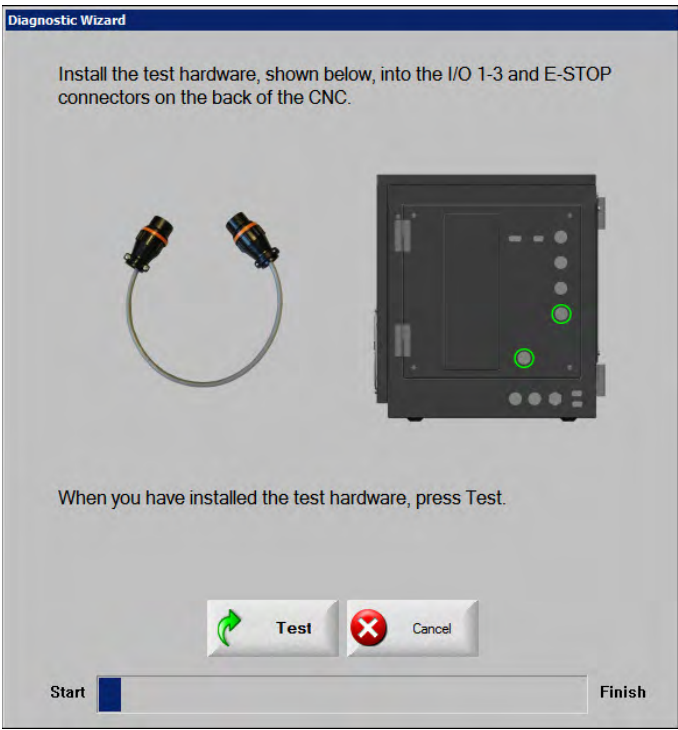 Diagnostic Wizard
Install the test hardware, shown below, into the I/O 1-3 and E-STOP
connectors on the back of the CNC.
When you have installed the test hardware, press Test.
Test
Cancel
Start
Finish